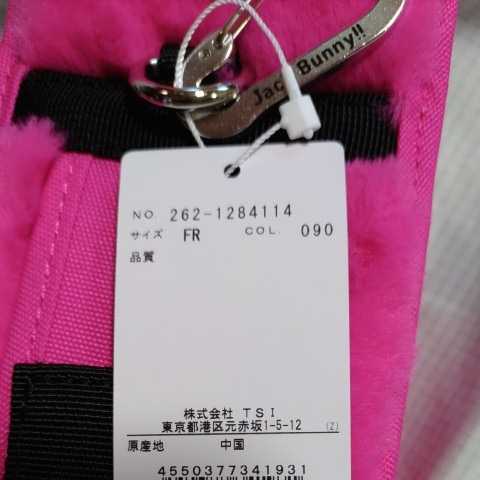 Jack Bunny!!
NO. 262-1284114
サイズ FR COL. 090
品質
株式会社 TSI
東京都港区元赤坂1-5-12 (Z)
原産地 中国
4550377341931